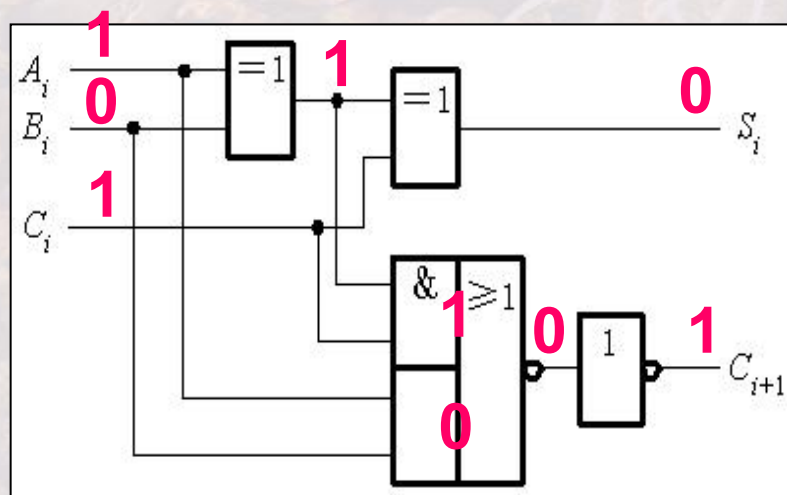 1
A_i =1 1 =1 0
0
B_i S_i
1
C_i
& ≥1
1 0 1 1
C_{i+1}
0